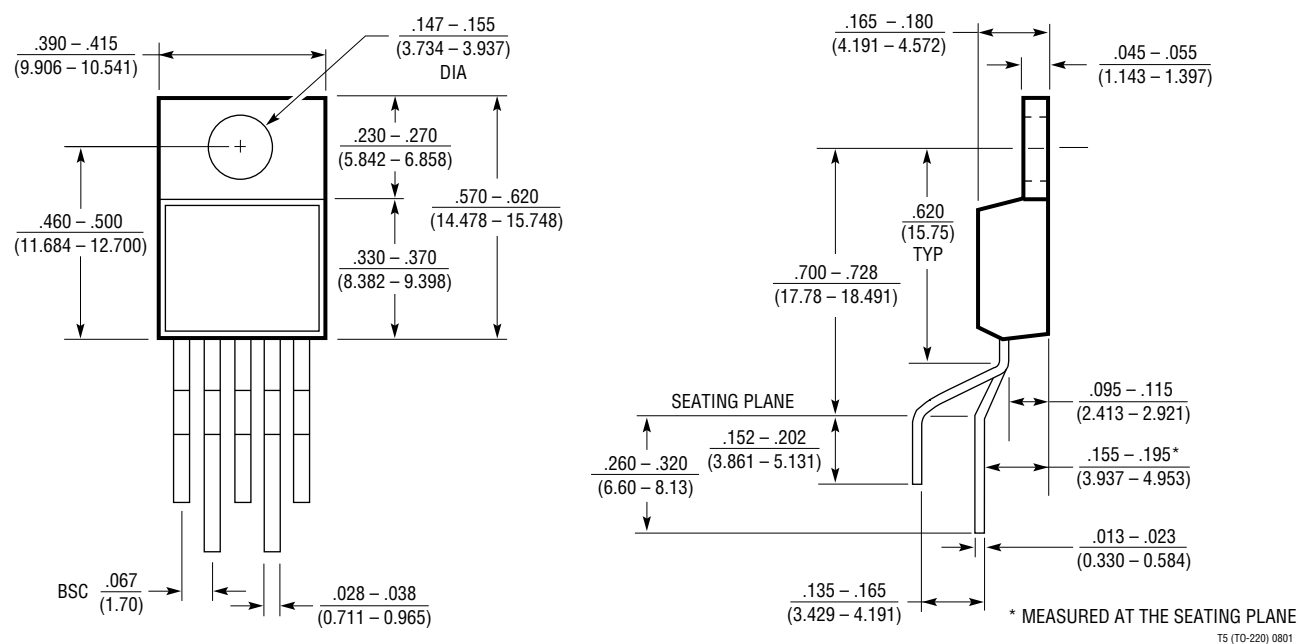 .390 – .415
(9.906 – 10.541)
.147 – .155
(3.734 – 3.937)
DIA
.230 – .270
(5.842 – 6.858)
.460 – .500
(11.684 – 12.700)
.570 – .620
(14.478 – 15.748)
.330 – .370
(8.382 – 9.398)
BSC
.067
(1.70)
.028 – .038
(0.711 – 0.965)
.165 – .180
(4.191 – 4.572)
.045 – .055
(1.143 – 1.397)
.620
(15.75)
TYP
.700 – .728
(17.78 – 18.491)
SEATING PLANE
.152 – .202
(3.861 – 5.131)
.260 – .320
(6.60 – 8.13)
.095 – .115
(2.413 – 2.921)
.155 – .195*
(3.937 – 4.953)
.013 – .023
(0.330 – 0.584)
.135 – .165
(3.429 – 4.191)
* MEASURED AT THE SEATING PLANE
T5 (TO-220) 0801